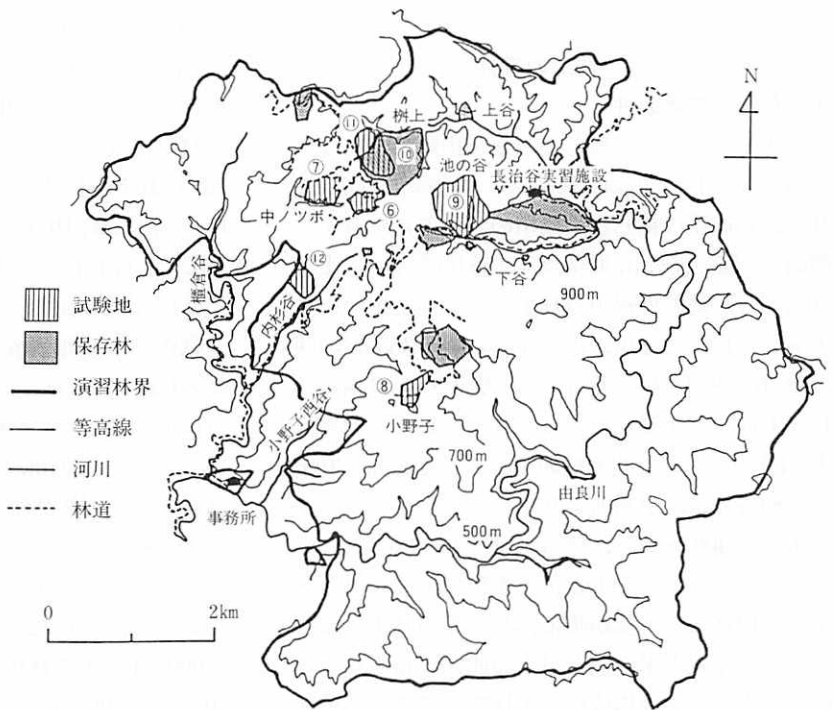 N
上谷
桝上
⑪
⑩
池の谷
長治谷実習施設
⑦
⑨
中ノツボ
⑥
⑫
櫃倉谷
下谷
900m
内杉谷
試験地
保存林
演習林界
等高線
河川
林道
⑧
小野子
小野子西谷
700m
由良川
事務所
500m
0
2km